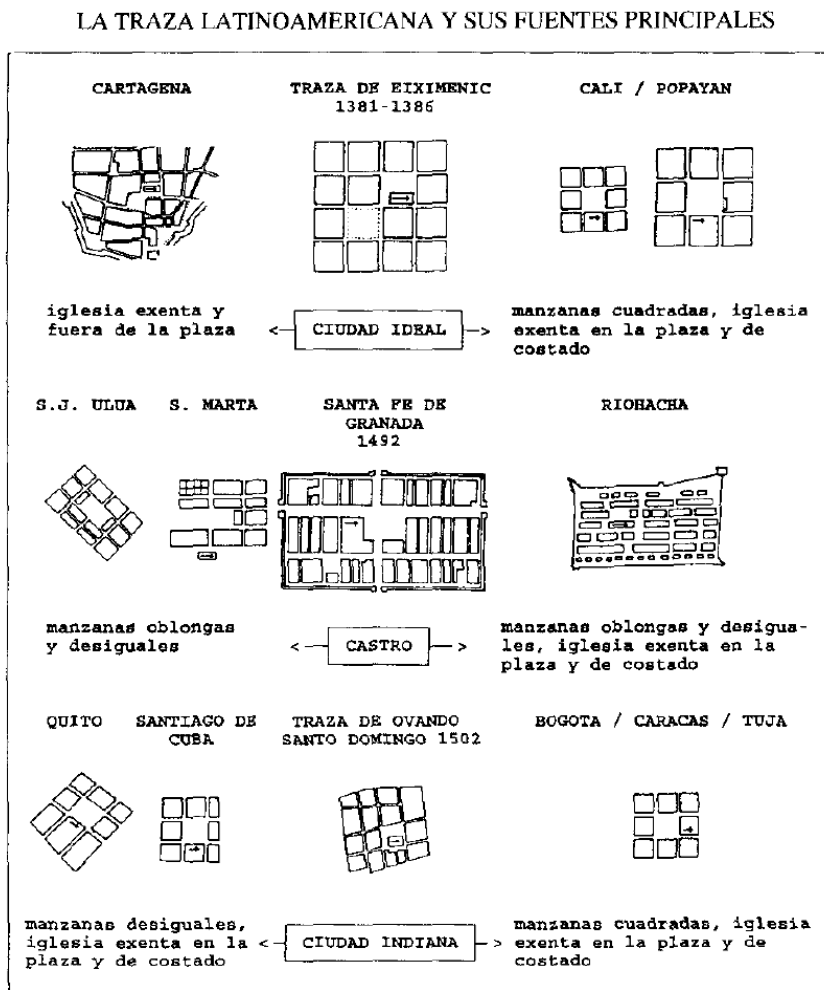 LA TRAZA LATINOAMERICANA Y SUS FUENTES PRINCIPALES
CARTAGENA
TRAZA DE EIXIMENIC
1381-1386
CALI / POPAYAN
iglesia exenta y
fuera de la plaza
CIUDAD IDEAL
manzanas cuadradas, iglesia
exenta en la plaza y de
costado
S.J. ULUA
S. MARTA
SANTA FE DE
GRANADA
1492
RIOHACHA
manzanas oblongas
y desiguales
CASTRO
manzanas oblongas y desigua-
les, iglesia exenta en la
plaza y de costado
QUITO
SANTIAGO DE
CUBA
TRAZA DE OVANDO
SANTO DOMINGO 1502
BOGOTA / CARACAS / TUJA
manzanas desiguales,
iglesia exenta en la
plaza y de costado
CIUDAD INDIANA
manzanas cuadradas, iglesia
exenta en la plaza y de
costado